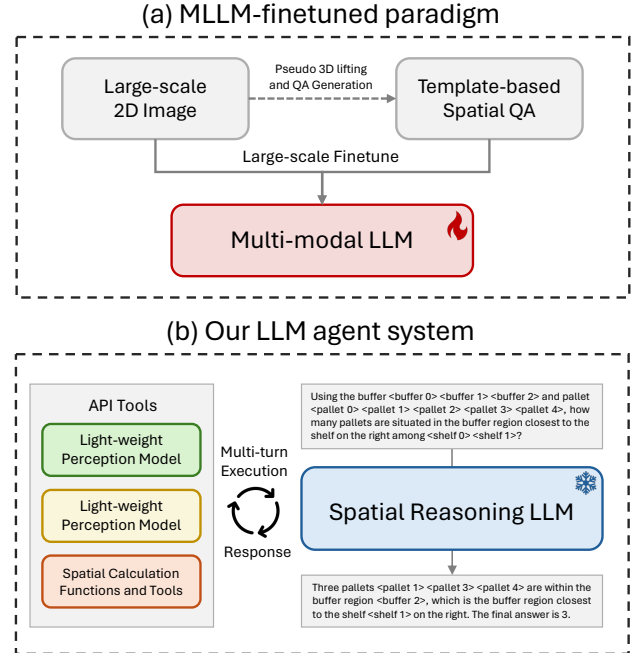 (a) MLLM-finetuned paradigm
Large-scale
2D Image
Pseudo 3D lifting
and QA Generation
Template-based
Spatial QA
Large-scale Finetune
Multi-modal LLM
(b) Our LLM agent system
API Tools
Light-weight
Perception Model
Light-weight
Perception Model
Spatial Calculation
Functions and Tools
Multi-turn
Execution
Response
Using the buffer <buffer 0> <buffer 1> <buffer 2> and pallet
<pallet 0> <pallet 1> <pallet 2> <pallet 3> <pallet 4>, how
many pallets are situated in the buffer region closest to the
shelf on the right among <shelf 0> <shelf 1>?
Spatial Reasoning LLM
Three pallets <pallet 1> <pallet 3> <pallet 4> are within the
buffer region <buffer 2>, which is the buffer region closest
to the shelf <shelf 1> on the right. The final answer is 3.